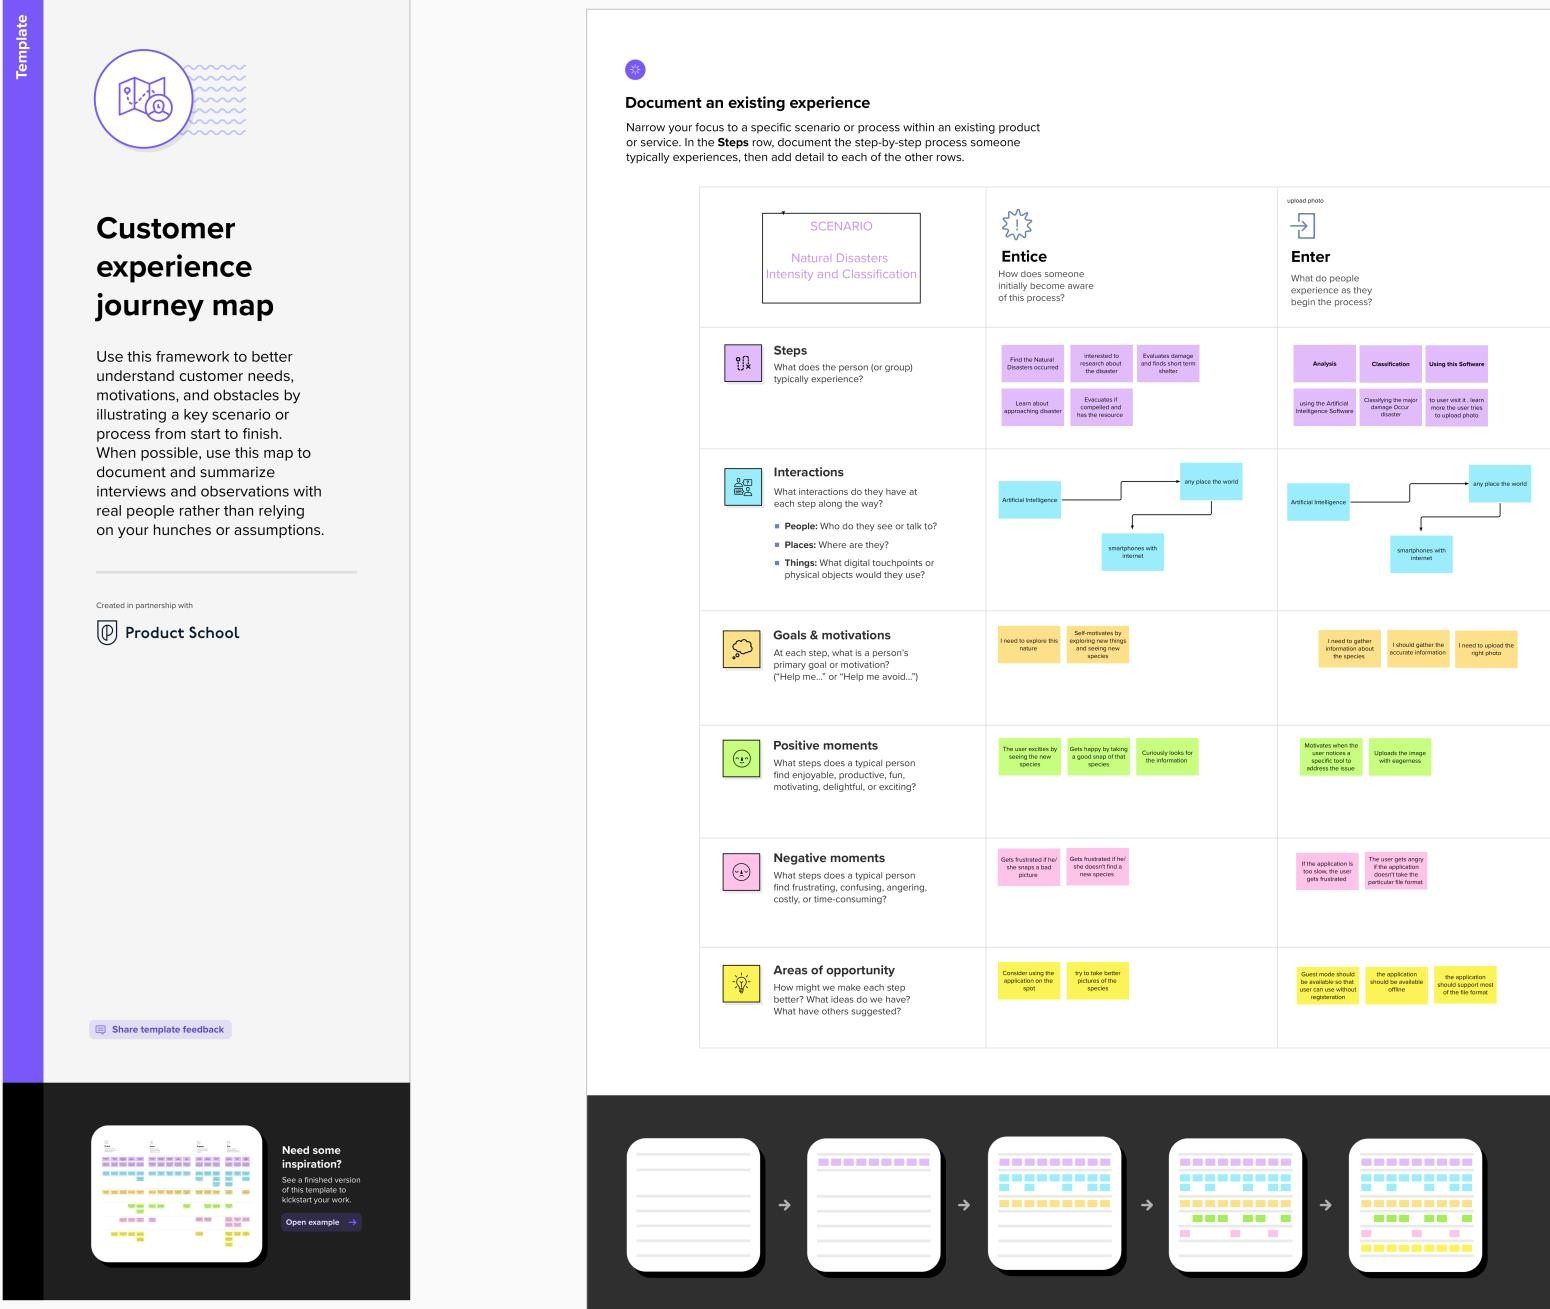 Template
Customer
experience
journey map
Use this framework to better
understand customer needs,
motivations, and obstacles by
illustrating a key scenario or
process from start to finish.
When possible, use this map to
document and summarize
interviews and observations with
real people rather than relying
on your hunches or assumptions.
Created in partnership with
Product School
Share template feedback
Need some
inspiration?
See a finished version
of this template to
kickstart your work.
Open example
Document an existing experience
Narrow your focus to a specific scenario or process within an existing product
or service. In the Steps row, document the step-by-step process someone
typically experiences, then add detail to each of the other rows.
SCENARIO
Natural Disasters
Intensity and Classification
Entice
How does someone
initially become aware
of this process?
upload photo
Enter
What do people
experience as they
begin the process?
Steps
What does the person (or group)
typically experience?
Find the Natural
Disasters occurred
interested to
research about
the disaster
Evaluates damage
and finds short term
shelter
Learn about
approaching disaster
Evacuates if
compelled and
has the resource
Analysis
Classification
Using this Software
using the Artificial
Intelligence Software
Classifying the major
damage Occur
disaster
to user visit it . learn
more the user tries
to upload photo
Interactions
What interactions do they have at
each step along the way?
People: Who do they see or talk to?
Places: Where are they?
Things: What digital touchpoints or
physical objects would they use?
Artificial Intelligence
any place the world
smartphones with
internet
Artificial Intelligence
any place the world
smartphones with
internet
Goals & motivations
At each step, what is a person's
primary goal or motivation?
("Help me..." or "Help me avoid...")
I need to explore this
nature
Self-motivates by
exploring new things
and seeing new
species
I need to gather
information about
the species
I should gather the
accurate information
I need to upload the
right photo
Positive moments
What steps does a typical person
find enjoyable, productive, fun,
motivating, delightful, or exciting?
The user excities by
seeing the new
species
Gets happy by taking
a good snap of that
species
Curiously looks for
the information
Motivates when the
user notices a
specific tool to
address the issue
Uploads the image
with eagerness
Negative moments
What steps does a typical person
find frustrating, confusing, angering,
costly, or time-consuming?
Gets frustrated if he/
she snaps a bad
picture
Gets frustrated if he/
she doesn't find a
new species
If the application is
too slow, the user
gets frustrated
The user gets angry
if the application
doesn't take the
particular file format
Areas of opportunity
How might we make each step
better? What ideas do we have?
What have others suggested?
Consider using the
application on the
spot
try to take better
pictures of the
species
Guest mode should
be available so that
user can use without
registeration
the application
should be available
offline
the application
should support most
of the file format